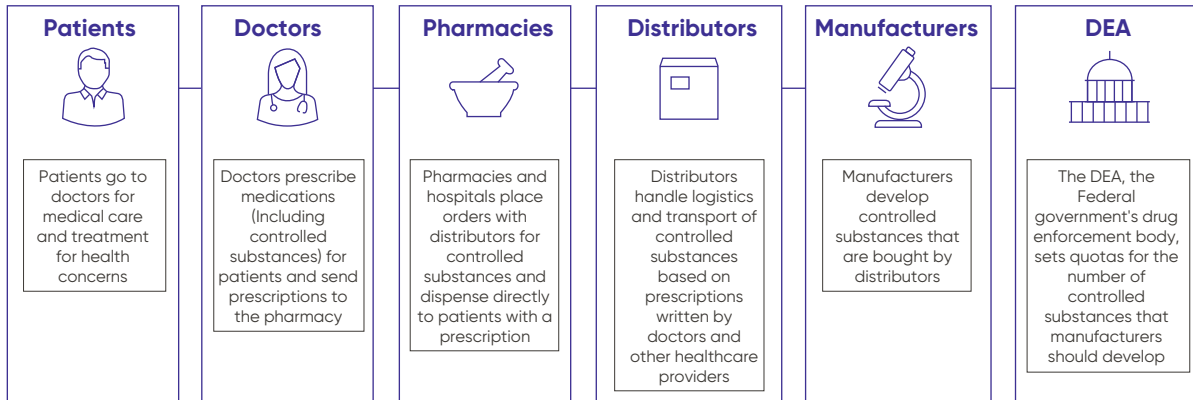 Patients
Patients go to
doctors for
medical care
and treatment
for health
concerns
Doctors
Doctors prescribe
medications
(Including
controlled
substances) for
patients and send
prescriptions to
the pharmacy
Pharmacies
Pharmacies and
hospitals place
orders with
distributors for
controlled
substances and
dispense directly
to patients with a
prescription
Distributors
Distributors
handle logistics
and transport of
controlled
substances
based on
prescriptions
written by
doctors and
other healthcare
providers
Manufacturers
Manufacturers
develop
controlled
substances that
are bought by
distributors
DEA
The DEA, the
Federal
government's drug
enforcement body,
sets quotas for the
number of
controlled
substances that
manufacturers
should develop